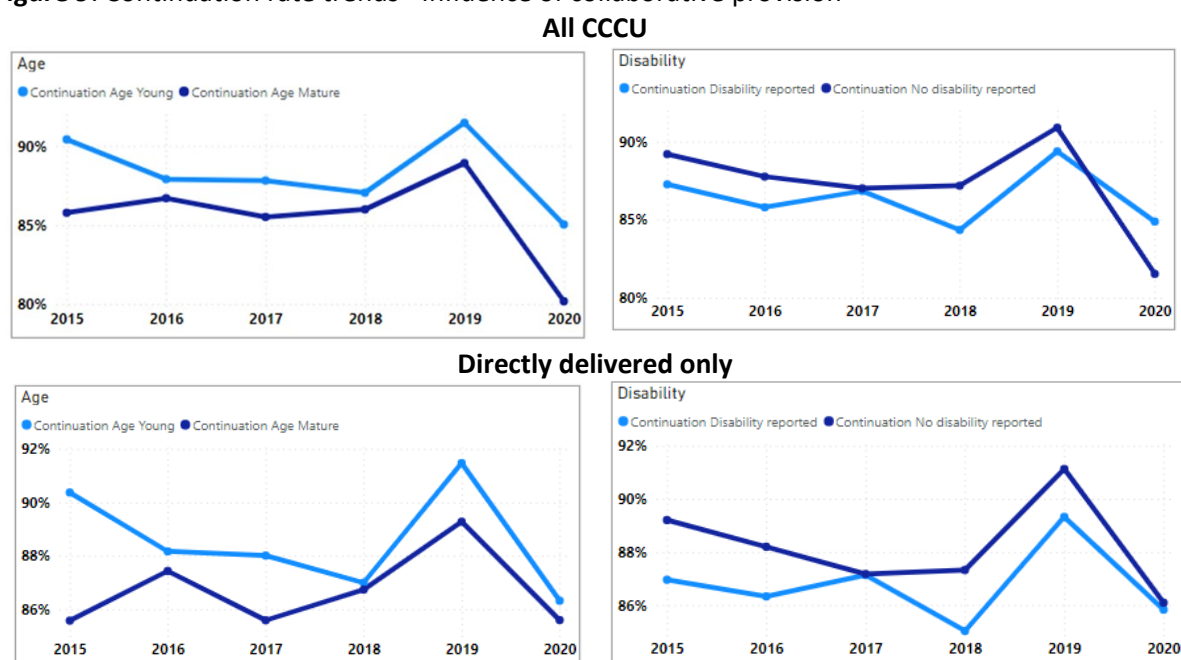 Continuation rate trends - influence of collaborative provision
All CCCU
Age
Continuation Age Young Continuation Age Mature
90%
85%
80%
2015 2016 2017 2018 2019 2020
Disability
Continuation Disability reported Continuation No disability reported
90%
85%
80%
2015 2016 2017 2018 2019 2020
Directly delivered only
Age
Continuation Age Young Continuation Age Mature
92%
90%
88%
86%
2015 2016 2017 2018 2019 2020
Disability
Continuation Disability reported Continuation No disability reported
92%
90%
88%
86%
2015 2016 2017 2018 2019 2020